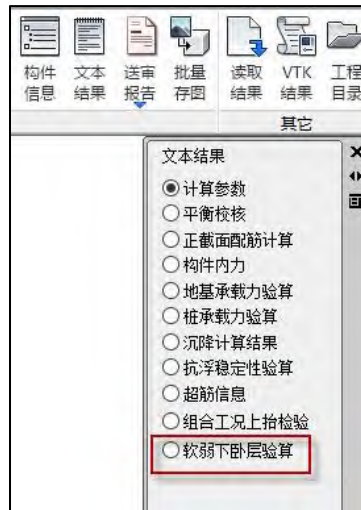 构件信息 文本结果 送审报告 批量存图 读取结果 VTK结果 工程目录
其它
文本结果
计算参数
平衡校核
正截面配筋计算
构件内力
地基承载力验算
桩承载力验算
沉降计算结果
抗浮稳定性验算
超筋信息
组合工况上抬检验
软弱下卧层验算